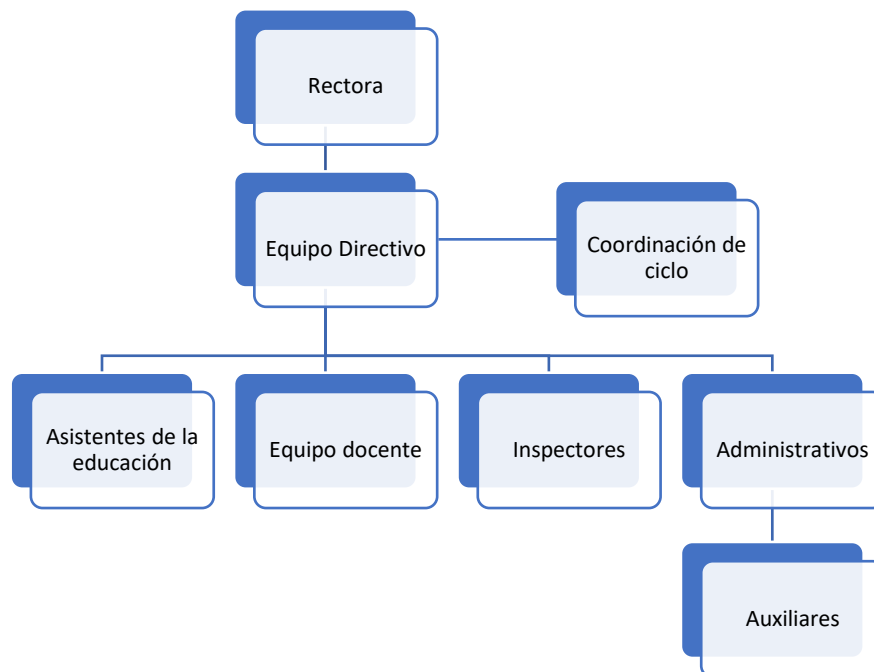 Rectora
Equipo Directivo
Coordinación de
ciclo
Asistentes de la
educación
Equipo docente
Inspectores
Administrativos
Auxiliares